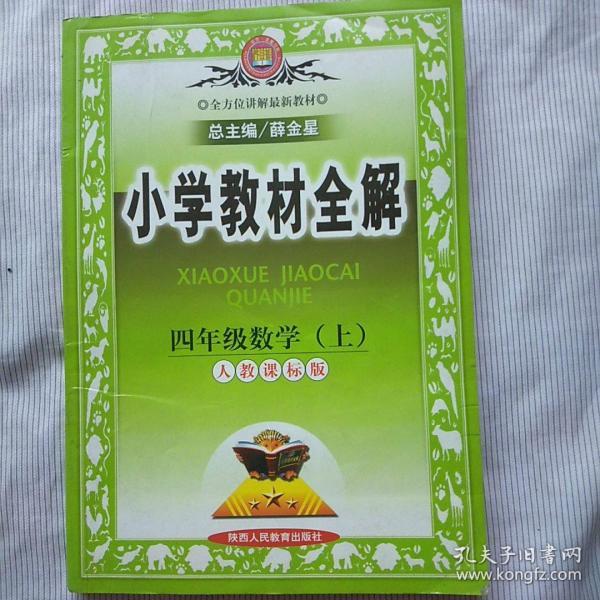 ◎全方位讲解最新教材◎
总主编/薛金星
小学教材全解
XIAOXUE JIAOCAI
QUANJIE
四年级数学（上）
人教课标版
陕西人民教育出版社
孔夫子旧书网
www.kongfz.com